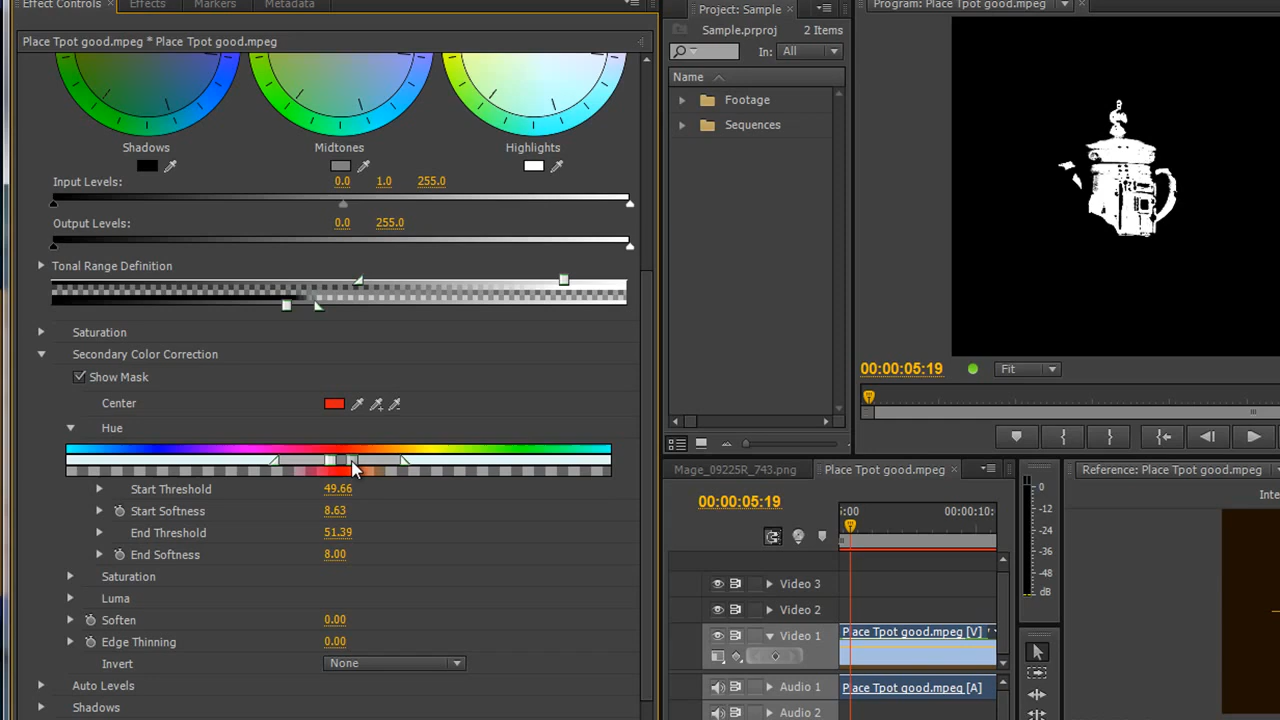 Effect Controls
Effects
Markers
Metadata
Place Tpot good.mpeg * Place Tpot good.mpeg
Shadows
Midtones
Highlights
Input Levels:
0.0 1.0 255.0
Output Levels:
0.0 255.0
Tonal Range Definition
Saturation
Secondary Color Correction
Show Mask
Center
Hue
Start Threshold 49.66
Start Softness 8.63
End Threshold 51.39
End Softness 8.00
Saturation
Luma
Soften 0.00
Edge Thinning 0.00
Invert None
Auto Levels
Shadows
Project: Sample
Sample.prproj 2 Items
In: All
Name
Footage
Sequences
Program: Place Tpot good.mpeg
00:00:05:19 Fit
Mage_09225R_743.png
Place Tpot good.mpeg
00:00:05:19
:00 00:00:10:
Video 3
Video 2
Video 1 Place Tpot good.mpeg [V]
Audio 1 Place Tpot good.mpeg [A]
Audio 2
0
-12
-24
-36
-48
dB
Reference: Place Tpot good.mpeg
Inte